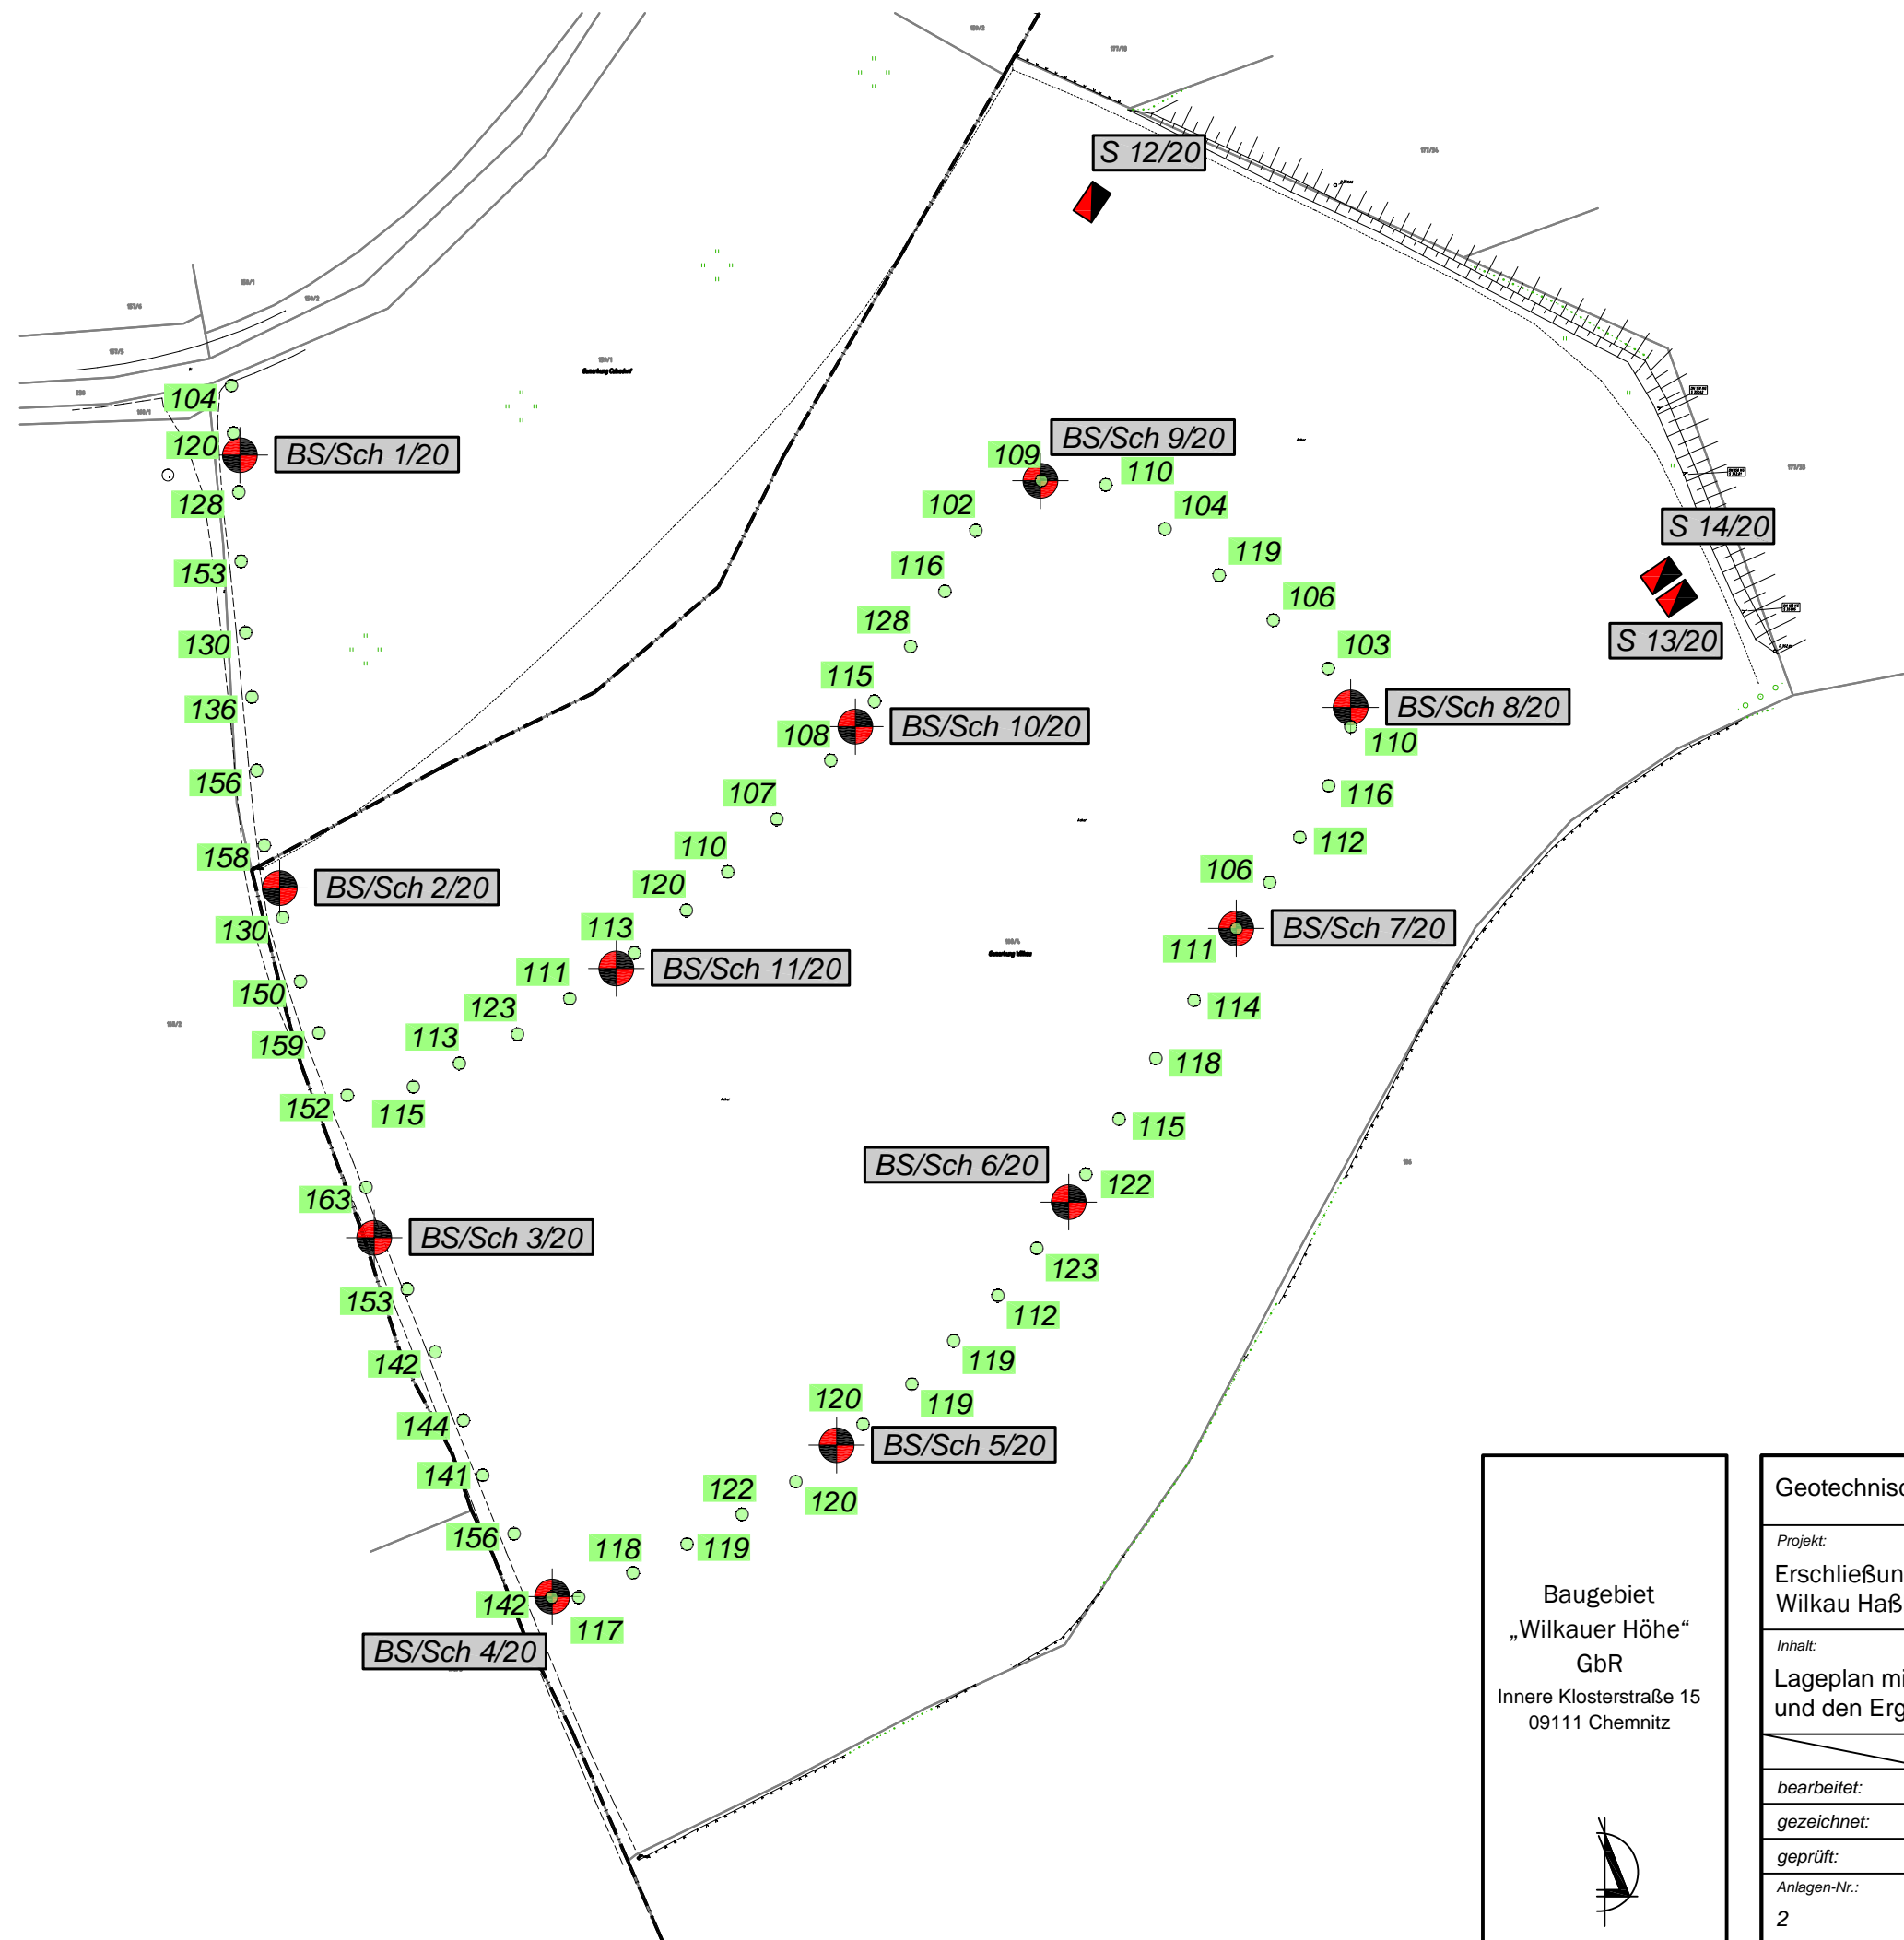 S 12/20
104
120
BS/Sch 1/20
128
153
130
136
156
158
BS/Sch 2/20
130
150
159
152
115
113
123
111
113
BS/Sch 11/20
120
110
107
108
BS/Sch 10/20
115
128
116
102
109
BS/Sch 9/20
110
104
119
106
103
BS/Sch 8/20
110
116
112
106
BS/Sch 7/20
111
114
118
115
BS/Sch 6/20
122
123
112
119
119
120
BS/Sch 5/20
120
122
119
118
117
S 14/20
S 13/20
163
BS/Sch 3/20
153
142
144
141
156
142
BS/Sch 4/20
Baugebiet
„Wilkauer Höhe“
GbR
Innere Klosterstraße 15
09111 Chemnitz
Geotechnisc
Projekt:
Erschließun
Wilkau Haß
Inhalt:
Lageplan mi
und den Erg
bearbeitet:
gezeichnet:
geprüft:
Anlagen-Nr.:
2